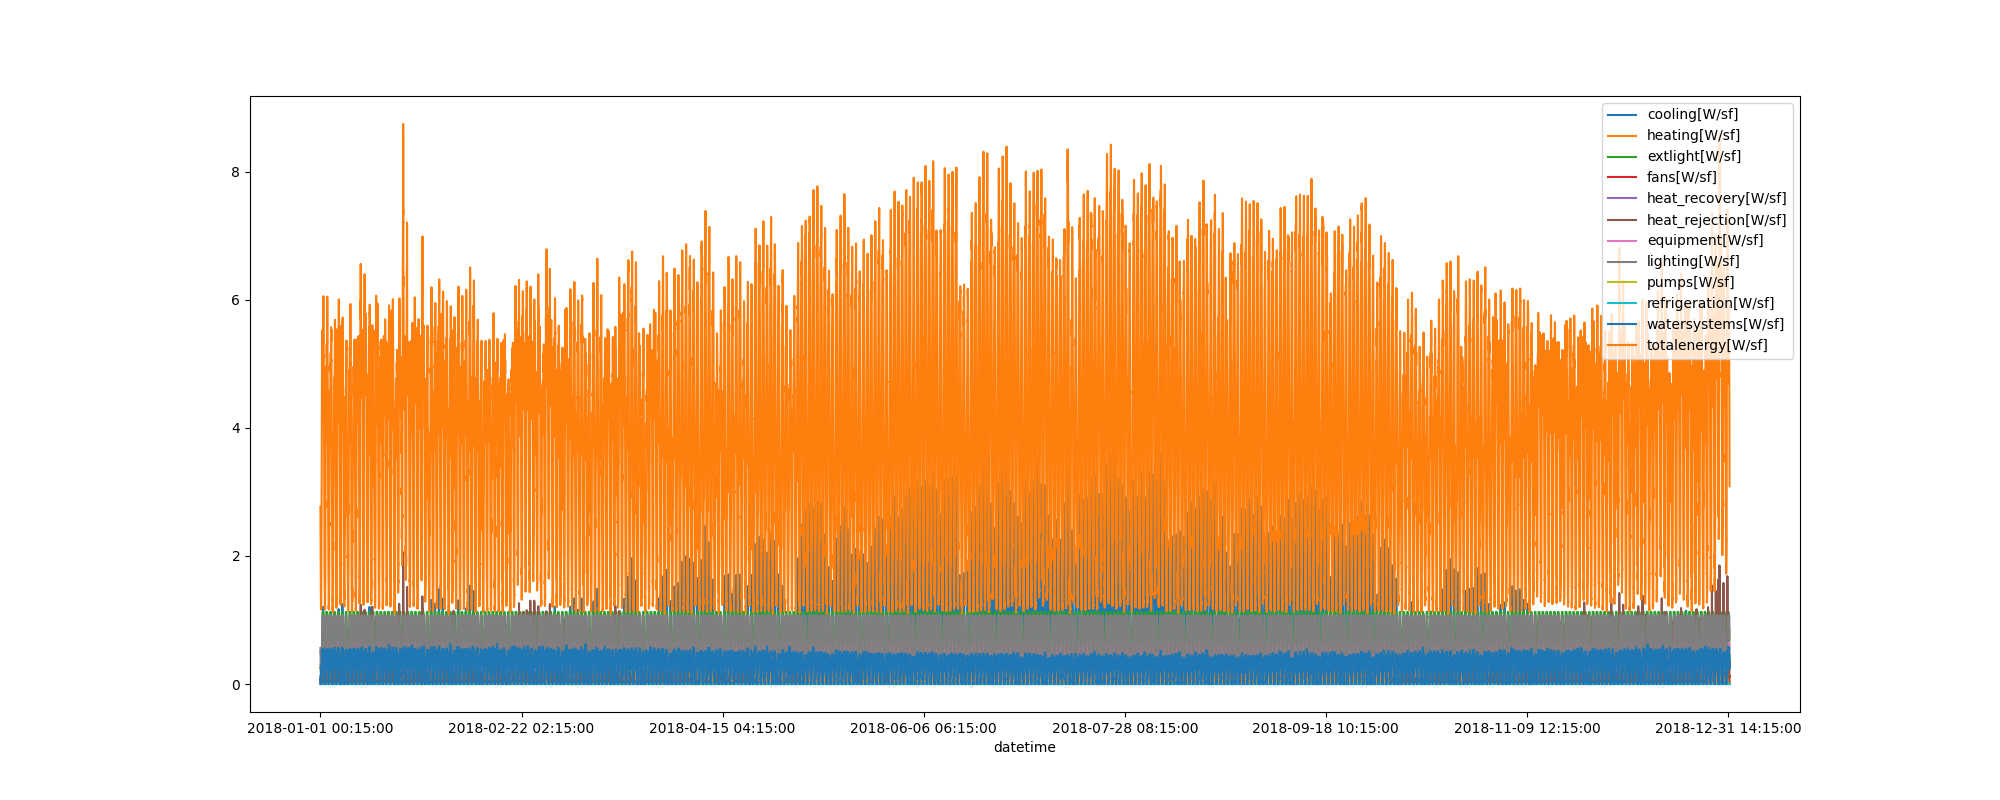 cooling[W/sf]
heating[W/sf]
extlight[W/sf]
fans[W/sf]
heat_recovery[W/sf]
heat_rejection[W/sf]
equipment[W/sf]
lighting[W/sf]
pumps[W/sf]
refrigeration[W/sf]
watersystems[W/sf]
totalenergy[W/sf]
8
6
4
2
0
2018-01-01 00:15:00 2018-02-22 02:15:00 2018-04-15 04:15:00 2018-06-06 06:15:00 2018-07-28 08:15:00 2018-09-18 10:15:00 2018-11-09 12:15:00 2018-12-31 14:15:00
datetime